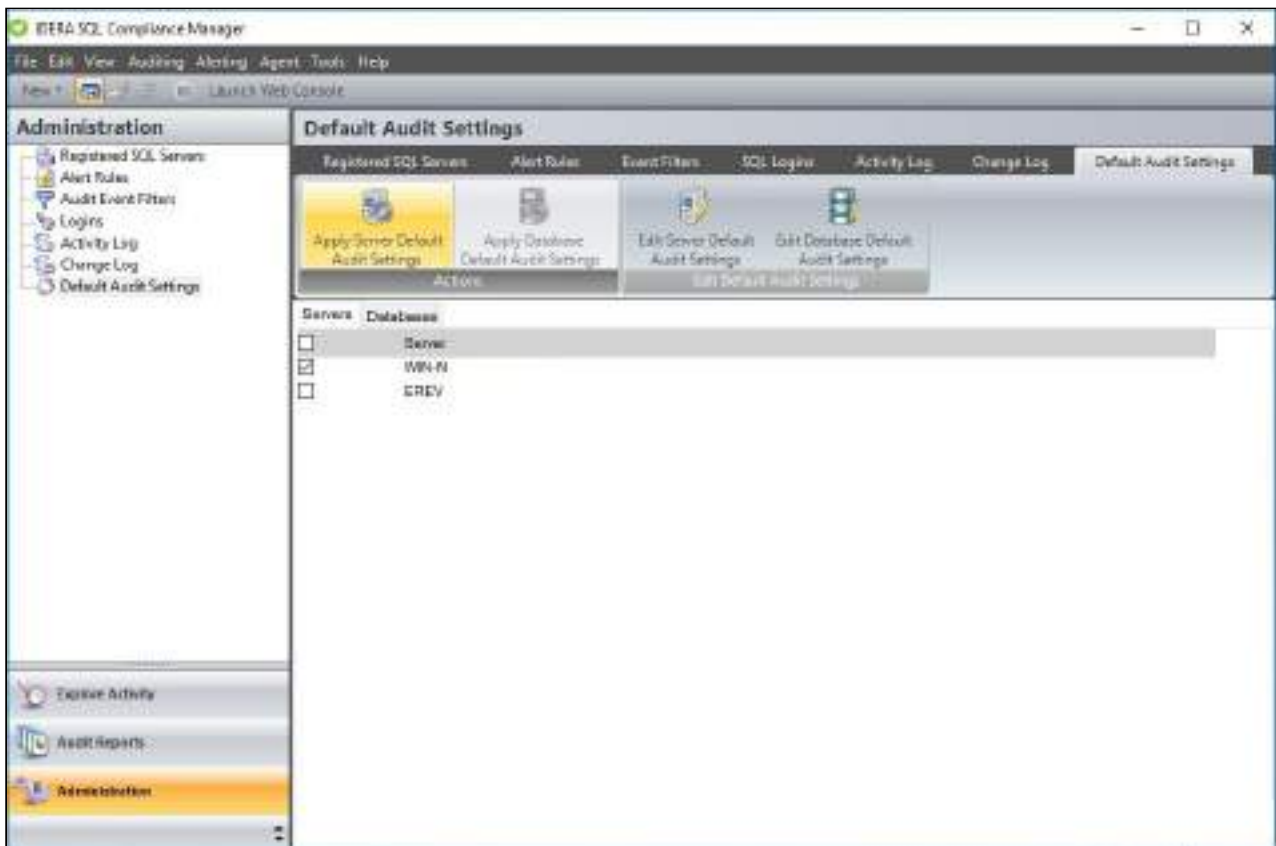 IDERA SQL Compliance Manager
File Edit View Auditing Alerting Agent Tools Help
New Launch Web Console
Administration
Registered SQL Servers
Alert Rules
Audit Event Filters
Logins
Activity Log
Change Log
Default Audit Settings
Default Audit Settings
Registered SQL Servers Alert Rules Event Filters SQL Logins Activity Log Change Log Default Audit Settings
Apply Server Default Audit Settings
Apply Database Default Audit Settings
Actions
Edit Server Default Audit Settings
Edit Database Default Audit Settings
Edit Default Audit Settings
Servers Databases
Server
WIN-N
EREV
Explore Activity
Audit Reports
Administration